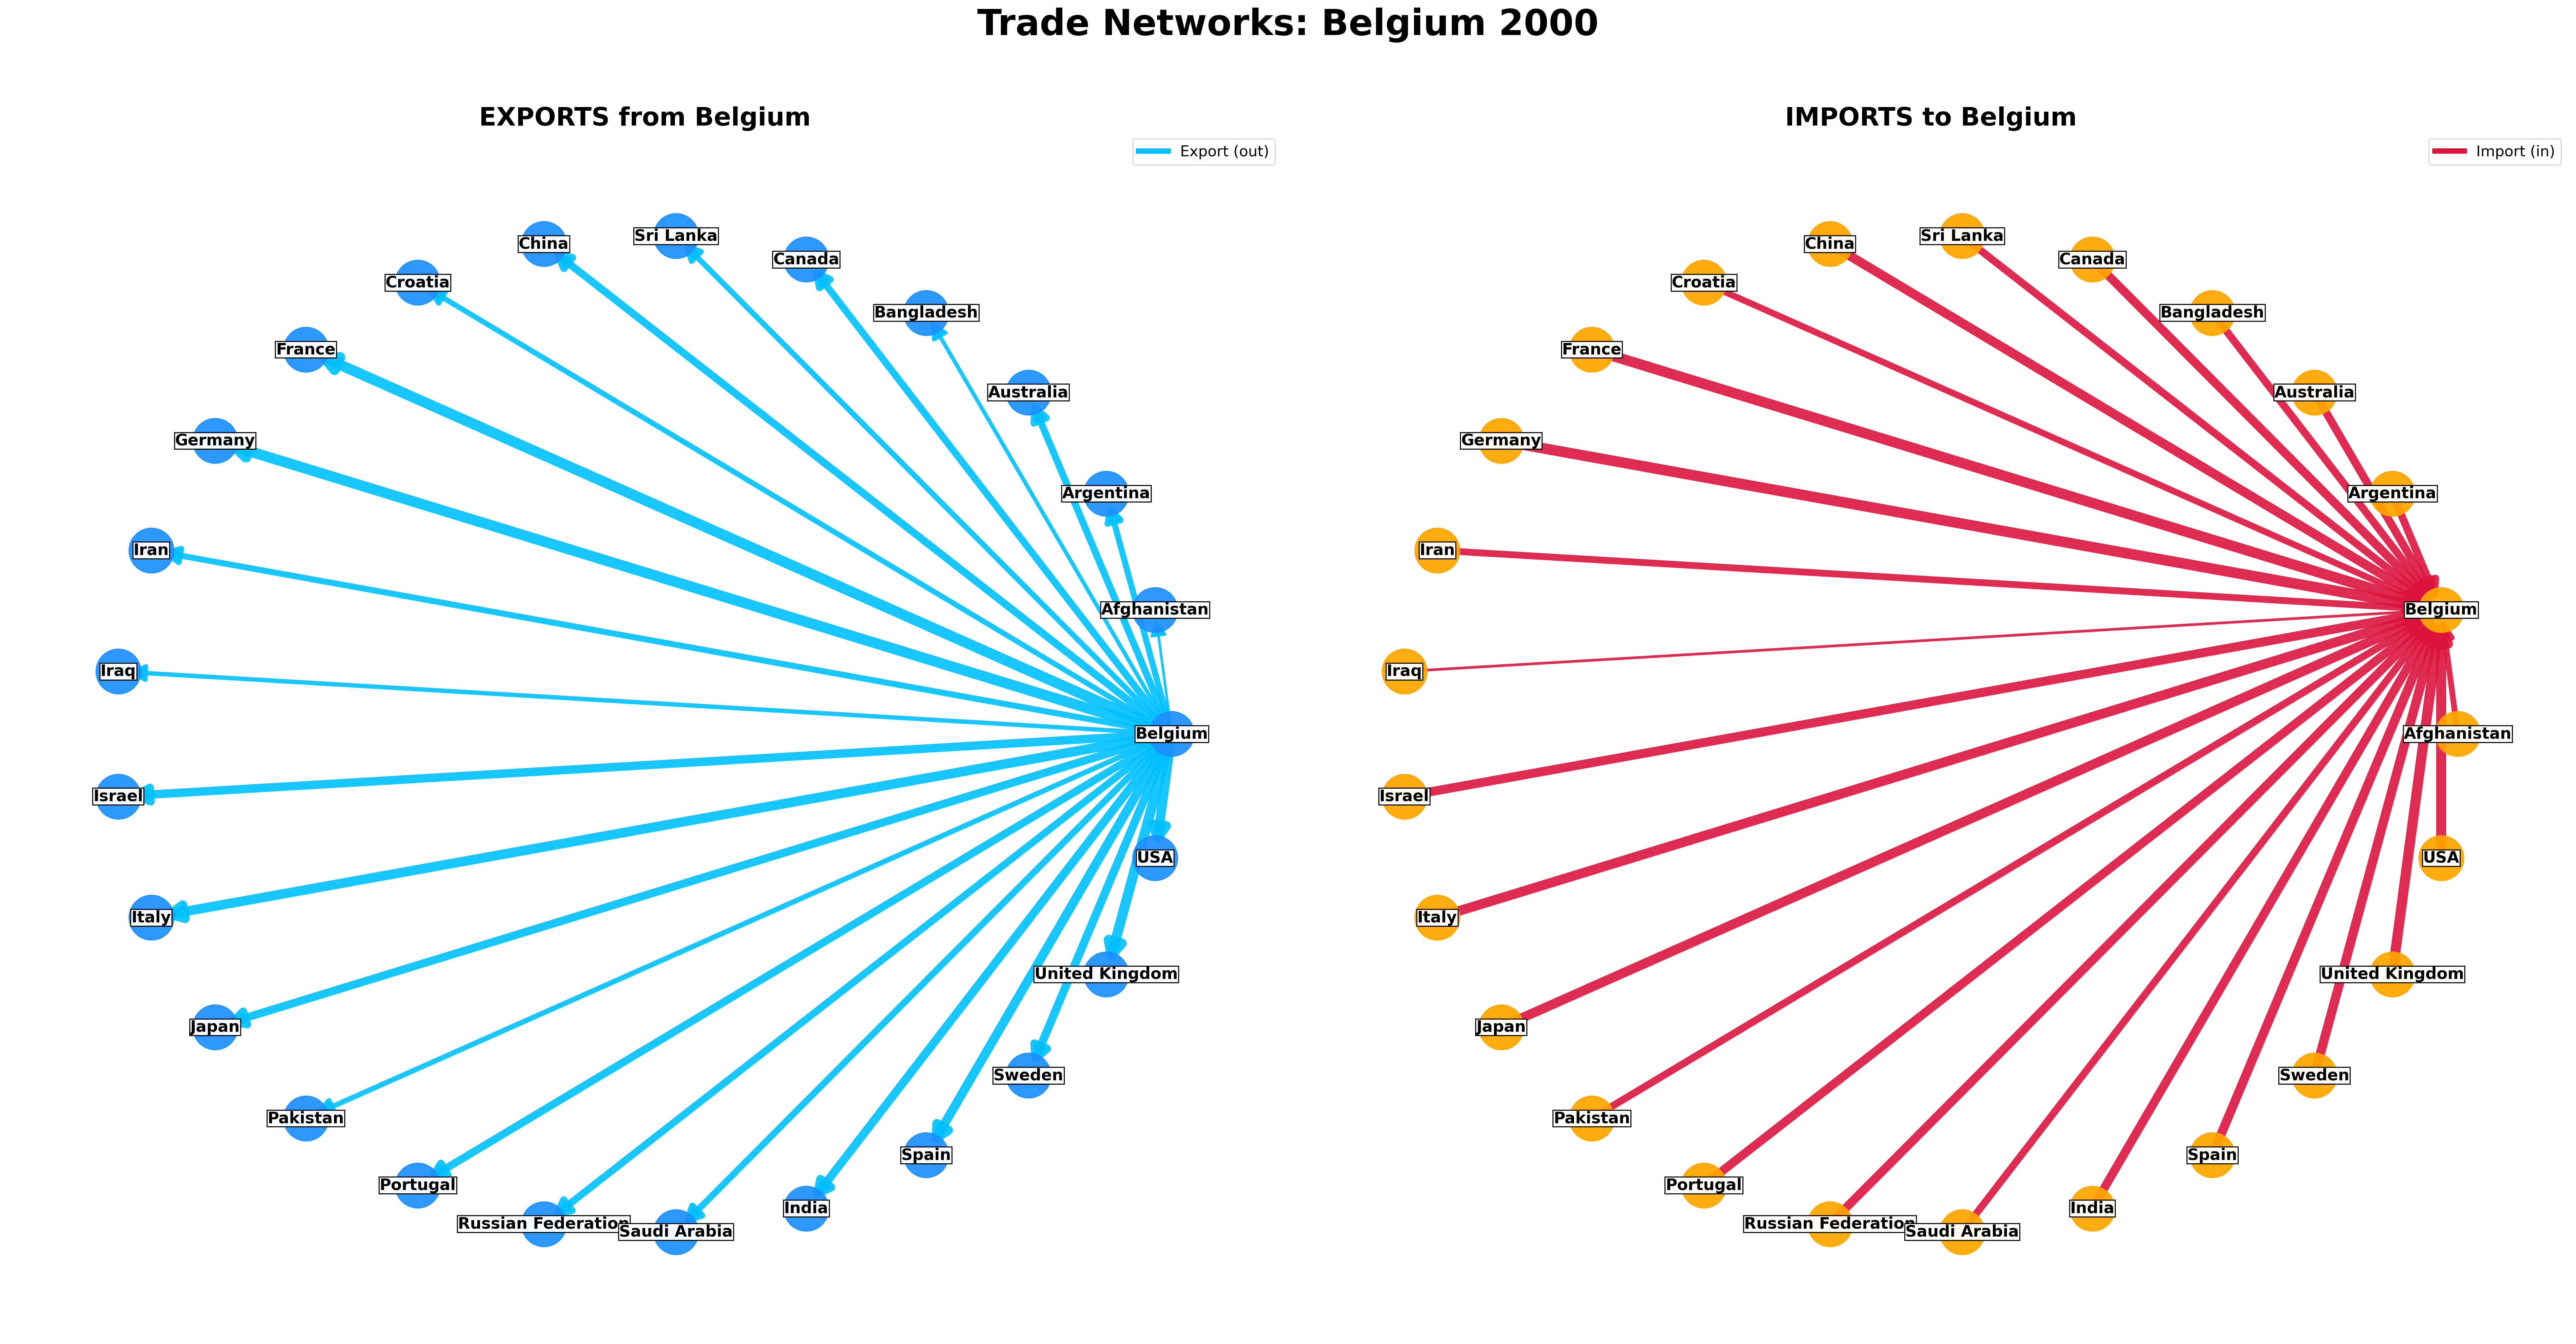 Trade Networks: Belgium 2000
EXPORTS from Belgium
Export (out)
Sri Lanka
China
Canada
Croatia
Bangladesh
France
Australia
Germany
Argentina
Iran
Afghanistan
Iraq
Belgium
Israel
USA
Italy
United Kingdom
Japan
Sweden
Pakistan
Spain
Portugal
India
Russian Federation
Saudi Arabia
IMPORTS to Belgium
Import (in)
Sri Lanka
China
Canada
Croatia
Bangladesh
France
Australia
Germany
Argentina
Iran
Belgium
Iraq
Afghanistan
Israel
USA
Italy
United Kingdom
Japan
Sweden
Pakistan
Spain
Portugal
India
Russian Federation
Saudi Arabia